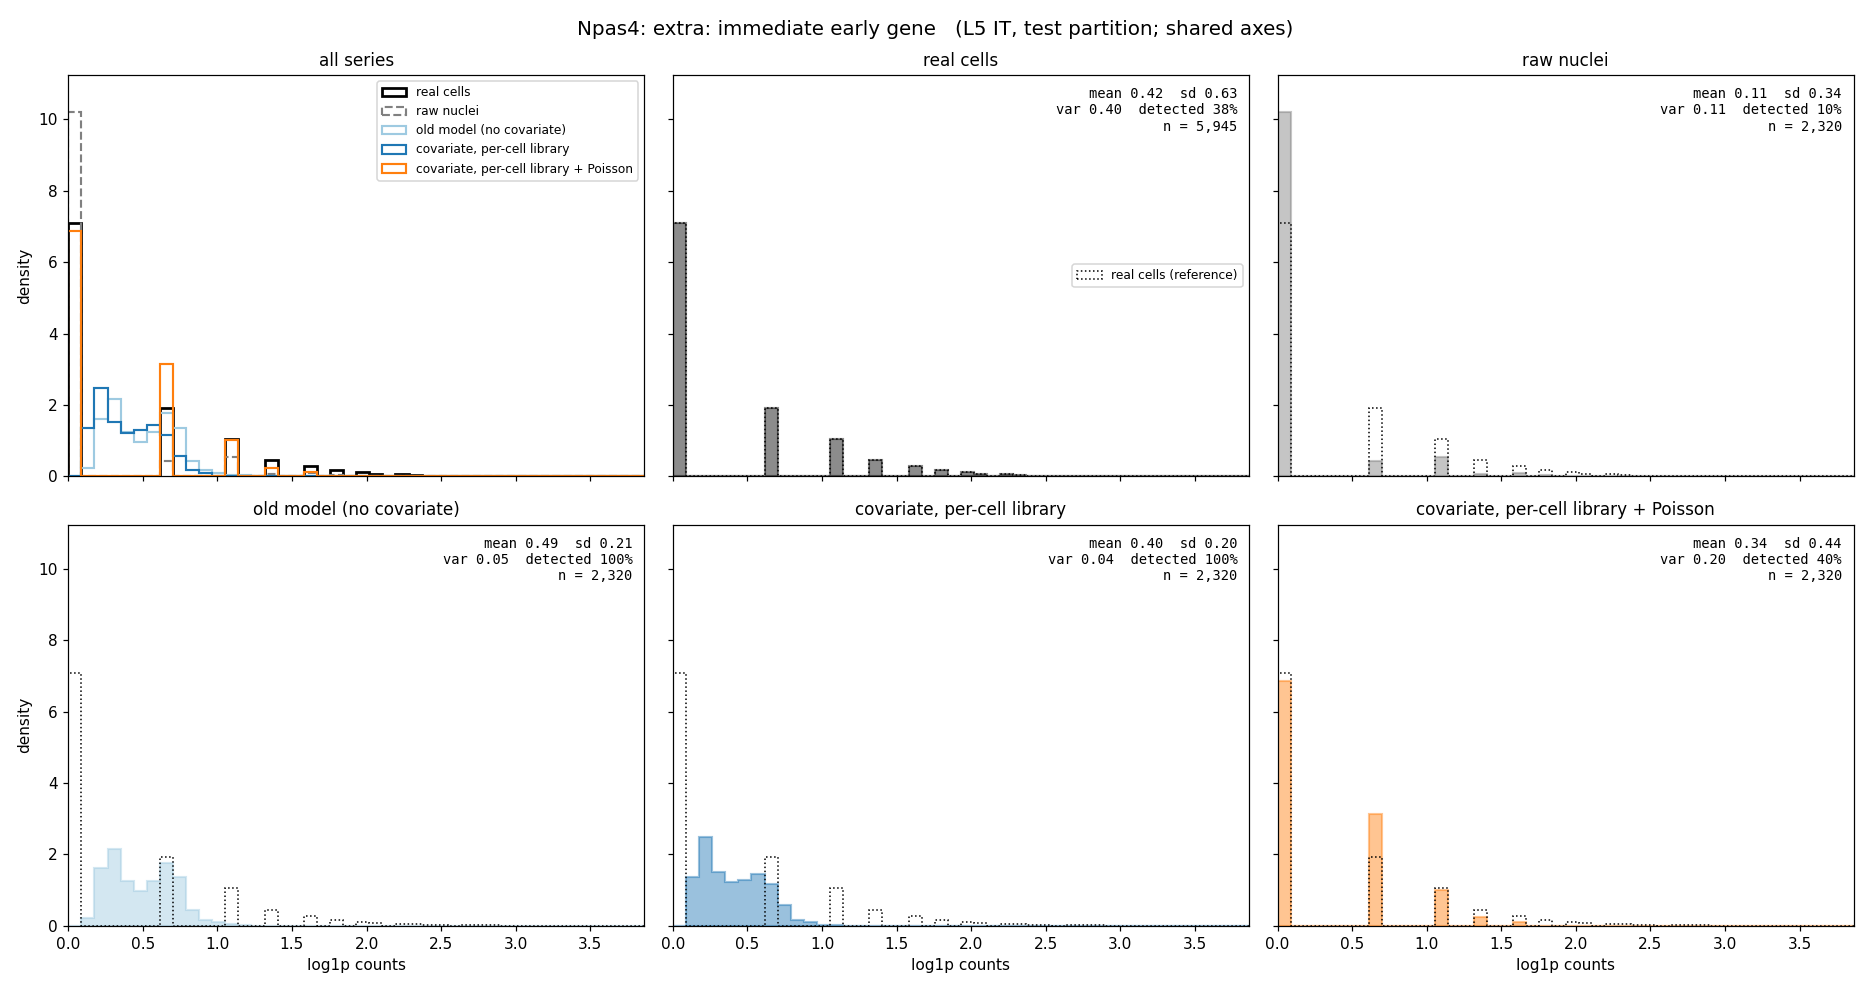 Npas4: extra: immediate early gene   (L5 IT, test partition; shared axes)
all series
real cells
raw nuclei
density
10
8
6
4
2
0
real cells
raw nuclei
old model (no covariate)
covariate, per-cell library
covariate, per-cell library + Poisson
mean 0.42  sd 0.63
var 0.40  detected 38%
n = 5,945
real cells (reference)
mean 0.11  sd 0.34
var 0.11  detected 10%
n = 2,320
old model (no covariate)
covariate, per-cell library
covariate, per-cell library + Poisson
density
10
8
6
4
2
0
mean 0.49  sd 0.21
var 0.05  detected 100%
n = 2,320
mean 0.40  sd 0.20
var 0.04  detected 100%
n = 2,320
mean 0.34  sd 0.44
var 0.20  detected 40%
n = 2,320
0.0 0.5 1.0 1.5 2.0 2.5 3.0 3.5
0.0 0.5 1.0 1.5 2.0 2.5 3.0 3.5
0.0 0.5 1.0 1.5 2.0 2.5 3.0 3.5
log1p counts
log1p counts
log1p counts